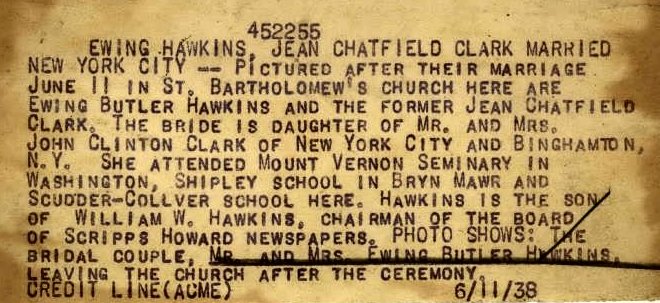 452255
EWING HAWKINS, JEAN CHATFIELD CLARK MARRIED
NEW YORK CITY -- PICTURED AFTER THEIR MARRIAGE
JUNE 11 IN ST. BARTHOLOMEW'S CHURCH HERE ARE
EWING BUTLER HAWKINS AND THE FORMER JEAN CHATFIELD
CLARK. THE BRIDE IS DAUGHTER OF MR. AND MRS.
JOHN CLINTON CLARK OF NEW YORK CITY AND BINGHAMTON,
N.Y. SHE ATTENDED MOUNT VERNON SEMINARY IN
WASHINGTON, SHIPLEY SCHOOL IN BRYN MAWR AND
SCUDDER-COLLVER SCHOOL HERE. HAWKINS IS THE SON
OF WILLIAM W. HAWKINS, CHAIRMAN OF THE BOARD
OF SCRIPPS HOWARD NEWSPAPERS. PHOTO SHOWS: THE
BRIDAL COUPLE, MR. AND MRS. EWING BUTLER HAWKINS,
LEAVING THE CHURCH AFTER THE CEREMONY.
CREDIT LINE(ACME) 6/11/38